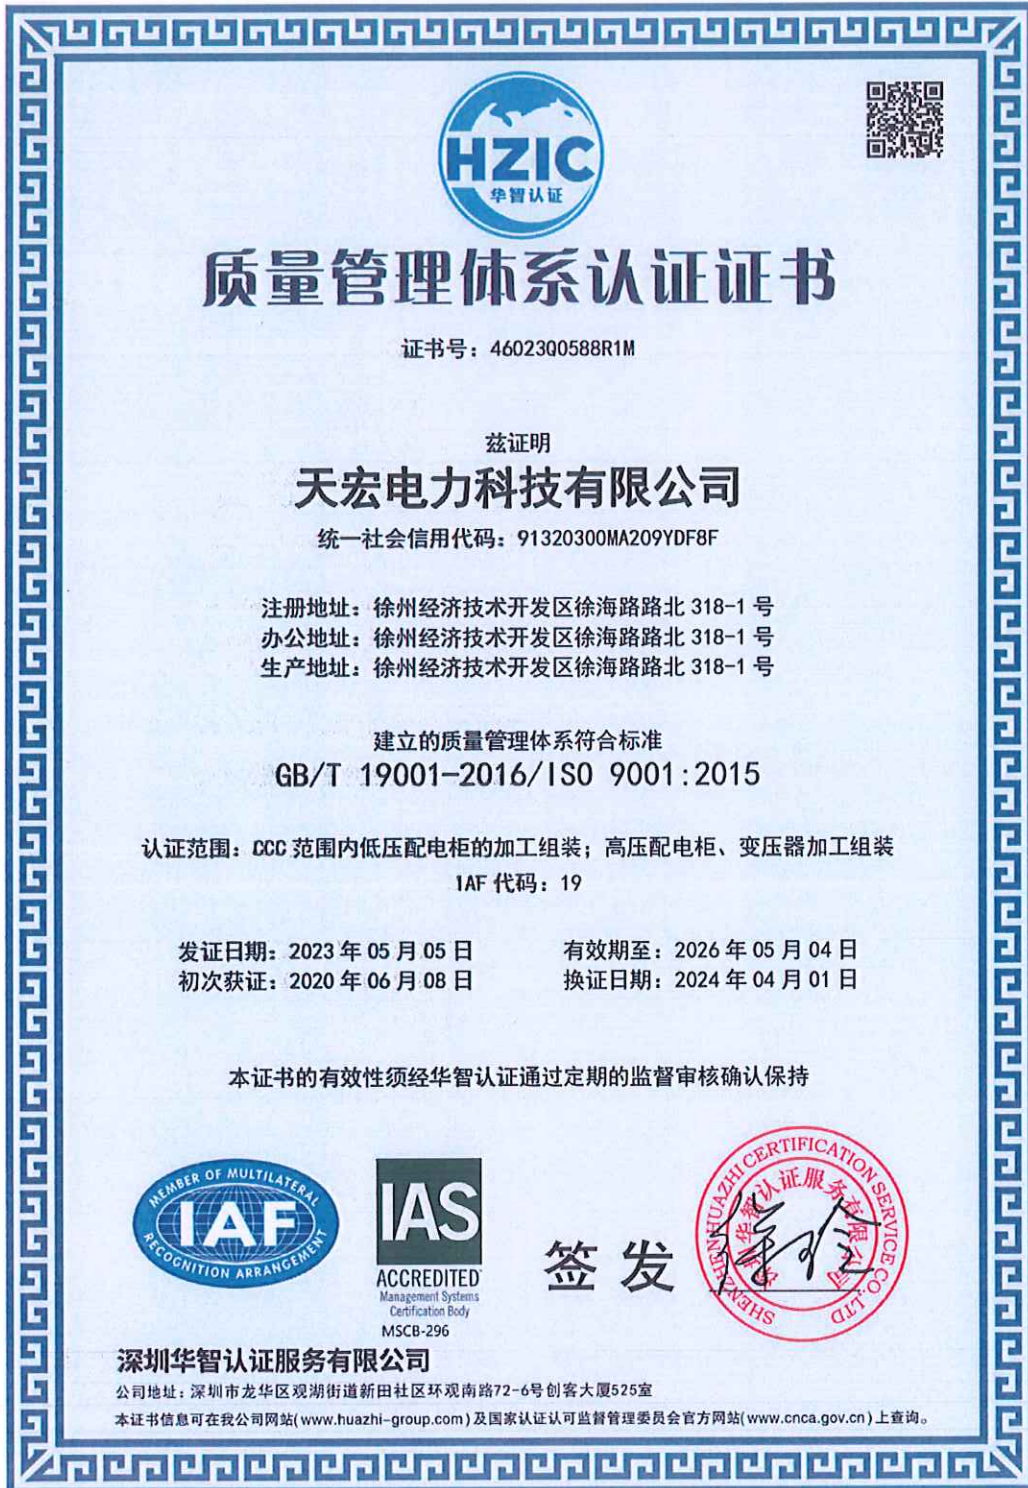 HZIC
华智认证
质量管理体系认证证书
证书号：46023Q0588R1M
兹证明
天宏电力科技有限公司
统一社会信用代码：91320300MA209YDF8F
注册地址：徐州经济技术开发区徐海路路北 318-1 号
办公地址：徐州经济技术开发区徐海路路北 318-1 号
生产地址：徐州经济技术开发区徐海路路北 318-1 号
建立的质量管理体系符合标准
GB/T 19001-2016/ISO 9001:2015
认证范围：CCC 范围内低压配电柜的加工组装；高压配电柜、变压器加工组装
IAF 代码：19
发证日期：2023 年 05 月 05 日 有效期至：2026 年 05 月 04 日
初次获证：2020 年 06 月 08 日 换证日期：2024 年 04 月 01 日
本证书的有效性须经华智认证通过定期的监督审核确认保持
MEMBER OF MULTILATERAL
IAF
RECOGNITION ARRANGEMENT
IAS
ACCREDITED
Management Systems
Certification Body
MSCB-296
签发
SHENZHEN HUAZHI CERTIFICATION SERVICE CO.,LTD
深圳华智认证服务有限公司
深圳华智认证服务有限公司
公司地址：深圳市龙华区观湖街道新田社区环观南路72-6号创客大厦525室
本证书信息可在我公司网站(www.huazhi-group.com)及国家认证认可监督管理委员会官方网站(www.cnca.gov.cn)上查询。